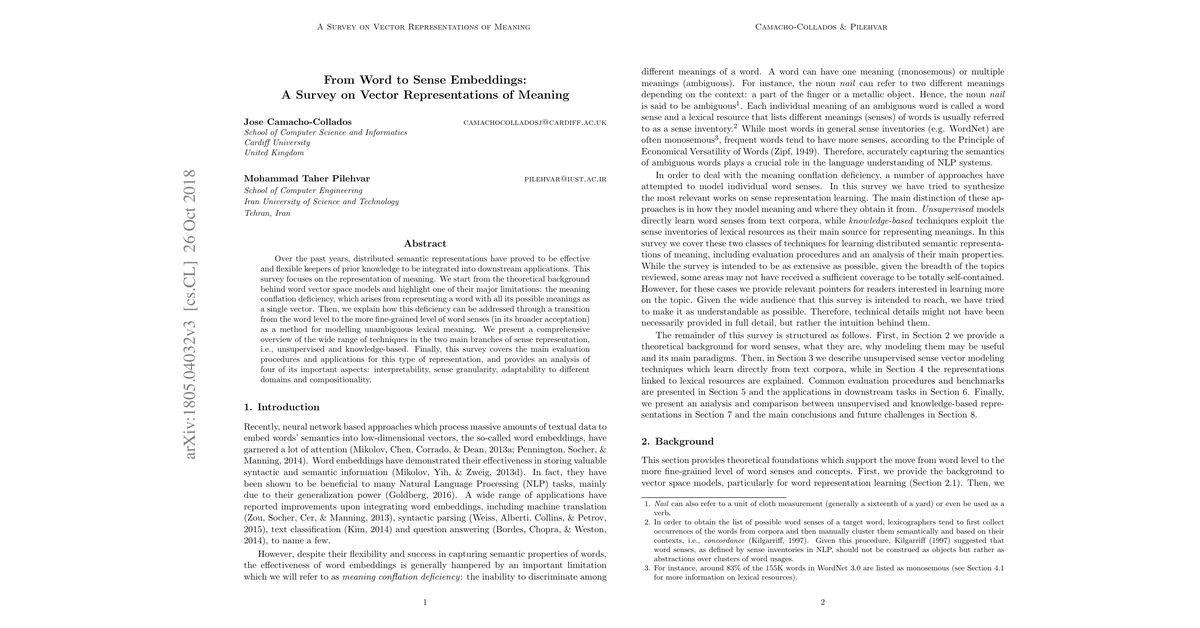 A Survey on Vector Representations of Meaning
From Word to Sense Embeddings:
A Survey on Vector Representations of Meaning
Jose Camacho-Collados camachocolladosj@cardiff.ac.uk
School of Computer Science and Informatics
Cardiff University
United Kingdom
Mohammad Taher Pilehvar pilehvar@iust.ac.ir
School of Computer Engineering
Iran University of Science and Technology
Tehran, Iran
Abstract
Over the past years, distributed semantic representations have proved to be effective
and flexible keepers of prior knowledge to be integrated into downstream applications. This
survey focuses on the representation of meaning. We start from the theoretical background
behind word vector space models and highlight one of their major limitations: the meaning
conflation deficiency, which arises from representing a word with all its possible meanings as
a single vector. Then, we explain how this deficiency can be addressed through a transition
from the word level to the more fine-grained level of word senses (in its broader acceptation)
as a method for modelling unambiguous lexical meaning. We present a comprehensive
overview of the wide range of techniques in the two main branches of sense representation,
i.e., unsupervised and knowledge-based. Finally, this survey covers the main evaluation
procedures and applications for this type of representation, and provides an analysis of
four of its important aspects: interpretability, sense granularity, adaptability to different
domains and compositionality.
1. Introduction
Recently, neural network based approaches which process massive amounts of textual data to
embed words' semantics into low-dimensional vectors, the so-called word embeddings, have
garnered a lot of attention (Mikolov, Chen, Corrado, & Dean, 2013a; Pennington, Socher, &
Manning, 2014). Word embeddings have demonstrated their effectiveness in storing valuable
syntactic and semantic information (Mikolov, Yih, & Zweig, 2013d). In fact, they have
been shown to be beneficial to many Natural Language Processing (NLP) tasks, mainly
due to their generalization power (Goldberg, 2016). A wide range of applications have
reported improvements upon integrating word embeddings, including machine translation
(Zou, Socher, Cer, & Manning, 2013), syntactic parsing (Weiss, Alberti, Collins, & Petrov,
2015), text classification (Kim, 2014) and question answering (Bordes, Chopra, & Weston,
2014), to name a few.
However, despite their flexibility and success in capturing semantic properties of words,
the effectiveness of word embeddings is generally hampered by an important limitation
which we will refer to as meaning conflation deficiency: the inability to discriminate among
1
arXiv:1805.04032v3 [cs.CL] 26 Oct 2018
Camacho-Collados & Pilehvar
different meanings of a word. A word can have one meaning (monosemous) or multiple
meanings (ambiguous). For instance, the noun nail can refer to two different meanings
depending on the context: a part of the finger or a metallic object. Hence, the noun nail
is said to be ambiguous1. Each individual meaning of an ambiguous word is called a word
sense and a lexical resource that lists different meanings (senses) of words is usually referred
to as a sense inventory.2 While most words in general sense inventories (e.g. WordNet) are
often monosemous3, frequent words tend to have more senses, according to the Principle of
Economical Versatility of Words (Zipf, 1949). Therefore, accurately capturing the semantics
of ambiguous words plays a crucial role in the language understanding of NLP systems.
In order to deal with the meaning conflation deficiency, a number of approaches have
attempted to model individual word senses. In this survey we have tried to synthesize
the most relevant works on sense representation learning. The main distinction of these ap-
proaches is in how they model meaning and where they obtain it from. Unsupervised models
directly learn word senses from text corpora, while knowledge-based techniques exploit the
sense inventories of lexical resources as their main source for representing meanings. In this
survey we cover these two classes of techniques for learning distributed semantic representa-
tions of meaning, including evaluation procedures and an analysis of their main properties.
While the survey is intended to be as extensive as possible, given the breadth of the topics
reviewed, some areas may not have received a sufficient coverage to be totally self-contained.
However, for these cases we provide relevant pointers for readers interested in learning more
on the topic. Given the wide audience that this survey is intended to reach, we have tried
to make it as understandable as possible. Therefore, technical details might not have been
necessarily provided in full detail, but rather the intuition behind them.
The remainder of this survey is structured as follows. First, in Section 2 we provide a
theoretical background for word senses, what they are, why modeling them may be useful
and its main paradigms. Then, in Section 3 we describe unsupervised sense vector modeling
techniques which learn directly from text corpora, while in Section 4 the representations
linked to lexical resources are explained. Common evaluation procedures and benchmarks
are presented in Section 5 and the applications in downstream tasks in Section 6. Finally,
we present an analysis and comparison between unsupervised and knowledge-based repre-
sentations in Section 7 and the main conclusions and future challenges in Section 8.
2. Background
This section provides theoretical foundations which support the move from word level to the
more fine-grained level of word senses and concepts. First, we provide the background to
vector space models, particularly for word representation learning (Section 2.1). Then, we
1. Nail can also refer to a unit of cloth measurement (generally a sixteenth of a yard) or even be used as a
verb.
2. In order to obtain the list of possible word senses of a target word, lexicographers tend to first collect
occurrences of the words from corpora and then manually cluster them semantically and based on their
contexts, i.e., concordance (Kilgarriff, 1997). Given this procedure, Kilgarriff (1997) suggested that
word senses, as defined by sense inventories in NLP, should not be construed as objects but rather as
abstractions over clusters of word usages.
3. For instance, around 83% of the 155K words in WordNet 3.0 are listed as monosemous (see Section 4.1
for more information on lexical resources).
2